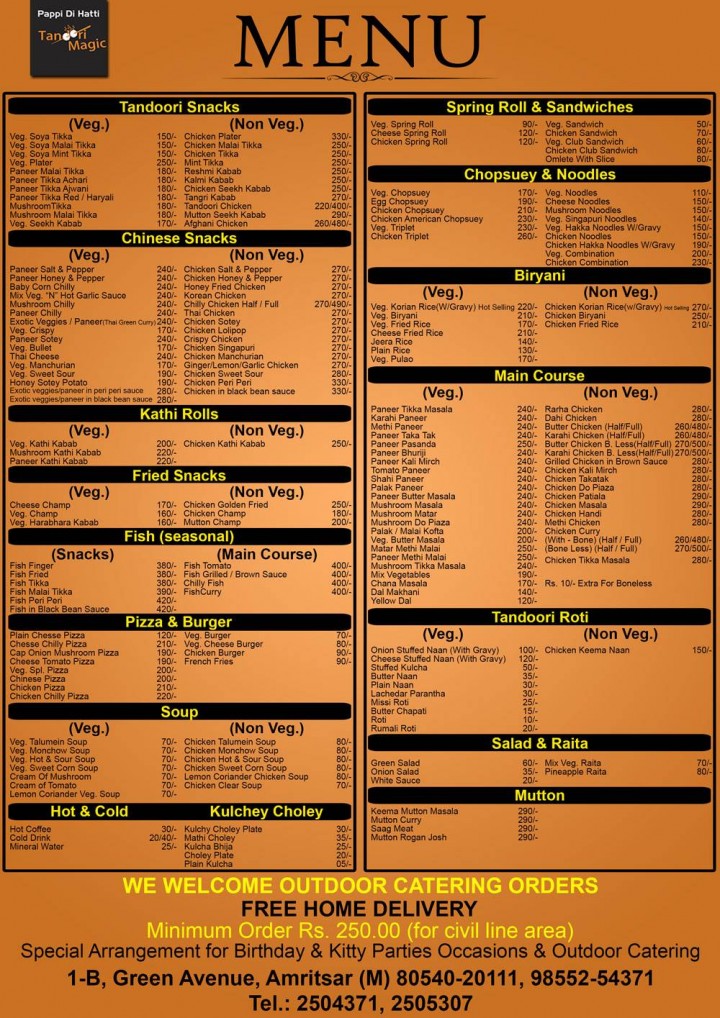 Pappi Di Hatti
Tandoori
Magic
MENU
Tandoori Snacks
(Veg.) (Non Veg.)
Veg. Soya Tikka 150/- Chicken Plater 330/-
Veg. Soya Malai Tikka 150/- Chicken Malai Tikka 250/-
Veg. Soya Mint Tikka 150/- Chicken Tikka 250/-
Veg. Plater 250/- Mint Tikka 250/-
Paneer Malai Tikka 180/- Reshmi Kabab 250/-
Paneer Tikka Achari 180/- Kalmi Kabab 250/-
Paneer Tikka Ajwani 180/- Chicken Seekh Kabab 250/-
Paneer Tikka Red / Haryali 180/- Tangri Kabab 270/-
MushroomTikka 180/- Tandoori Chicken 220/400/-
Mushroom Malai Tikka 180/- Mutton Seekh Kabab 290/-
Veg. Seekh Kabab 170/- Afghani Chicken 260/480/-
Chinese Snacks
(Veg.) (Non Veg.)
Paneer Salt & Pepper 240/- Chicken Salt & Pepper 270/-
Paneer Honey & Pepper 240/- Chicken Honey & Pepper 270/-
Baby Corn Chilly 240/- Honey Fried Chicken 270/-
Mix Veg. "N" Hot Garlic Sauce 240/- Korean Chicken 270/-
Mushroom Chilly 240/- Chilly Chicken Half / Full 270/490/-
Paneer Chilly 240/- Thai Chicken 270/-
Exotic Veggies / Paneer(Thai Green Curry) 240/- Chicken Sotey 270/-
Veg. Crispy 170/- Chicken Lolipop 270/-
Paneer Sotey 240/- Crispy Chicken 270/-
Veg. Bullet 170/- Chicken Singapuri 270/-
Thai Cheese 240/- Chicken Manchurian 270/-
Veg. Manchurian 170/- Ginger/Lemon/Garlic Chicken 270/-
Veg. Sweet Sour 190/- Chicken Sweet Sour 280/-
Honey Sotey Potato 190/- Chicken Peri Peri 330/-
Exotic veggies/paneer in peri peri sauce 280/- Chicken in black bean sauce 330/-
Exotic veggies/paneer in black bean sauce 280/-
Kathi Rolls
(Veg.) (Non Veg.)
Veg. Kathi Kabab 200/- Chicken Kathi Kabab 250/-
Mushroom Kathi Kabab 220/-
Paneer Kathi Kabab 220/-
Fried Snacks
(Veg.) (Non Veg.)
Cheese Champ 170/- Chicken Golden Fried 250/-
Veg. Champ 160/- Chicken Champ 180/-
Veg. Harabhara Kabab 160/- Mutton Champ 200/-
Fish (seasonal)
(Snacks) (Main Course)
Fish Finger 380/- Fish Tomato 400/-
Fish Fried 380/- Fish Grilled / Brown Sauce 400/-
Fish Tikka 380/- Chilly Fish 400/-
Fish Malai Tikka 390/- FishCurry 400/-
Fish Peri Peri 420/-
Fish in Black Bean Sauce 420/-
Pizza & Burger
Plain Chesse Pizza 120/- Veg. Burger 70/-
Chesse Chilly Pizza 210/- Veg. Cheese Burger 80/-
Cap Onion Mushroom Pizza 190/- Chicken Burger 90/-
Cheese Tomato Pizza 190/- French Fries 90/-
Veg. Spl. Pizza 200/-
Chinese Pizza 200/-
Chicken Pizza 210/-
Chicken Chilly Pizza 220/-
Soup
(Veg.) (Non Veg.)
Veg. Talumein Soup 70/- Chicken Talumein Soup 80/-
Veg. Monchow Soup 70/- Chicken Monchow Soup 80/-
Veg. Hot & Sour Soup 70/- Chicken Hot & Sour Soup 80/-
Veg. Sweet Corn Soup 70/- Chicken Sweet Corn Soup 80/-
Cream Of Mushroom 70/- Lemon Coriander Chicken Soup 80/-
Cream of Tomato 70/- Chicken Clear Soup 70/-
Lemon Coriander Veg. Soup 70/-
Hot & Cold Kulchey Choley
Hot Coffee 30/- Kulchy Choley Plate 30/-
Cold Drink 20/40/- Mathi Choley 35/-
Mineral Water 25/- Kulcha Bhija 25/-
Choley Plate 20/-
Plain Kulcha 05/-
Spring Roll & Sandwiches
Veg. Spring Roll 90/- Veg. Sandwich 50/-
Cheese Spring Roll 120/- Chicken Sandwich 70/-
Chicken Spring Roll 120/- Veg. Club Sandwich 60/-
Chicken Club Sandwich 80/-
Omlete With Slice 80/-
Chopsuey & Noodles
Veg. Chopsuey 170/- Veg. Noodles 110/-
Egg Chopsuey 190/- Cheese Noodles 150/-
Chicken Chopsuey 210/- Mushroom Noodles 150/-
Chicken American Chopsuey 230/- Veg. Singapuri Noodles 140/-
Veg. Triplet 230/- Veg. Hakka Noodles W/Gravy 150/-
Chicken Triplet 260/- Chicken Noodles 150/-
Chicken Hakka Noodles W/Gravy 190/-
Veg. Combination 200/-
Chicken Combination 230/-
Biryani
(Veg.) (Non Veg.)
Veg. Korian Rice(W/Gravy) Hot Selling 220/- Chicken Korian Rice(w/Gravy) Hot Selling 270/-
Veg. Biryani 210/- Chicken Biryani 250/-
Veg. Fried Rice 170/- Chicken Fried Rice 210/-
Cheese Fried Rice 210/-
Jeera Rice 140/-
Plain Rice 130/-
Veg. Pulao 170/-
Main Course
(Veg.) (Non Veg.)
Paneer Tikka Masala 240/- Rarha Chicken 280/-
Karahi Paneer 240/- Dahi Chicken 280/-
Methi Paneer 240/- Butter Chicken (Half/Full) 260/480/-
Paneer Taka Tak 240/- Karahi Chicken (Half/Full) 260/480/-
Paneer Pasanda 250/- Butter Chicken B. Less(Half/Full) 270/500/-
Paneer Bhuriji 240/- Karahi Chicken B. Less(Half/Full) 270/500/-
Paneer Kali Mirch 240/- Grilled Chicken in Brown Sauce 280/-
Tomato Paneer 240/- Chicken Kali Mirch 280/-
Shahi Paneer 240/- Chicken Takatak 280/-
Palak Paneer 240/- Chicken Do Plaza 280/-
Paneer Butter Masala 240/- Chicken Patiala 290/-
Mushroom Masala 240/- Chicken Masala 290/-
Mushroom Matar 240/- Chicken Handi 280/-
Mushroom Do Piaza 240/- Methi Chicken 280/-
Palak / Malai Kofta 200/- Chicken Curry
Veg. Butter Masala 200/- (With - Bone) (Half / Full) 260/480/-
Matar Methi Malai 250/- (Bone Less) (Half / Full) 270/500/-
Paneer Methi Malai 250/- Chicken Tikka Masala 280/-
Mushroom Tikka Masala 240/-
Mix Vegetables 190/-
Chana Masala 170/- Rs. 10/- Extra For Boneless
Dal Makhani 140/-
Yellow Dal 120/-
Tandoori Roti
(Veg.) (Non Veg.)
Onion Stuffed Naan (With Gravy) 100/- Chicken Keema Naan 150/-
Cheese Stuffed Naan (With Gravy) 120/-
Stuffed Kulcha 50/-
Butter Naan 35/-
Plain Naan 30/-
Lachedar Parantha 30/-
Missi Roti 25/-
Butter Chapati 15/-
Roti 10/-
Rumali Roti 20/-
Salad & Raita
Green Salad 60/- Mix Veg. Raita 70/-
Onion Salad 35/- Pineapple Raita 80/-
White Sauce 20/-
Mutton
Keema Mutton Masala 290/-
Mutton Curry 290/-
Saag Meat 290/-
Mutton Rogan Josh 290/-
WE WELCOME OUTDOOR CATERING ORDERS
FREE HOME DELIVERY
Minimum Order Rs. 250.00 (for civil line area)
Special Arrangement for Birthday & Kitty Parties Occasions & Outdoor Catering
1-B, Green Avenue, Amritsar (M) 80540-20111, 98552-54371
Tel.: 2504371, 2505307